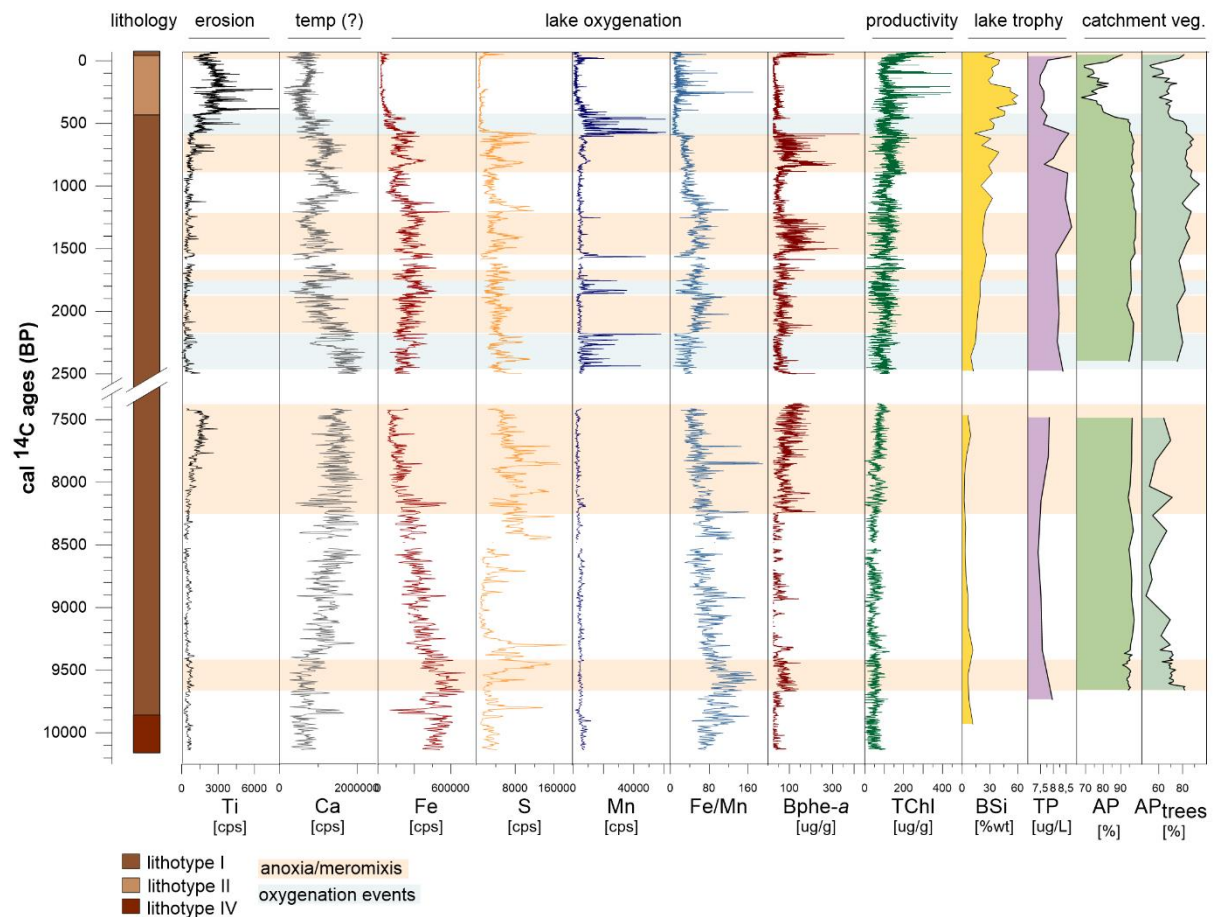 lithology erosion temp (?) lake oxygenation productivity lake trophy catchment veg.
0
500
1000
1500
2000
2500
7500
8000
8500
9000
9500
10000
cal ¹⁴C ages (BP)
0 3000 6000 0 2000000 0 600000 0 8000 160000 0 40000 0 80 160 100 300 0 200 400 0 30 60 7,5 8 8,5 70 80 90 60 80
Ti Ca Fe S Mn Fe/Mn Bphe-a TChl BSi TP AP APtrees
[cps] [cps] [cps] [cps] [cps] [ug/g] [ug/g] [%wt] [ug/L] [%] [%]
lithotype I
lithotype II
lithotype IV
anoxia/meromixis
oxygenation events